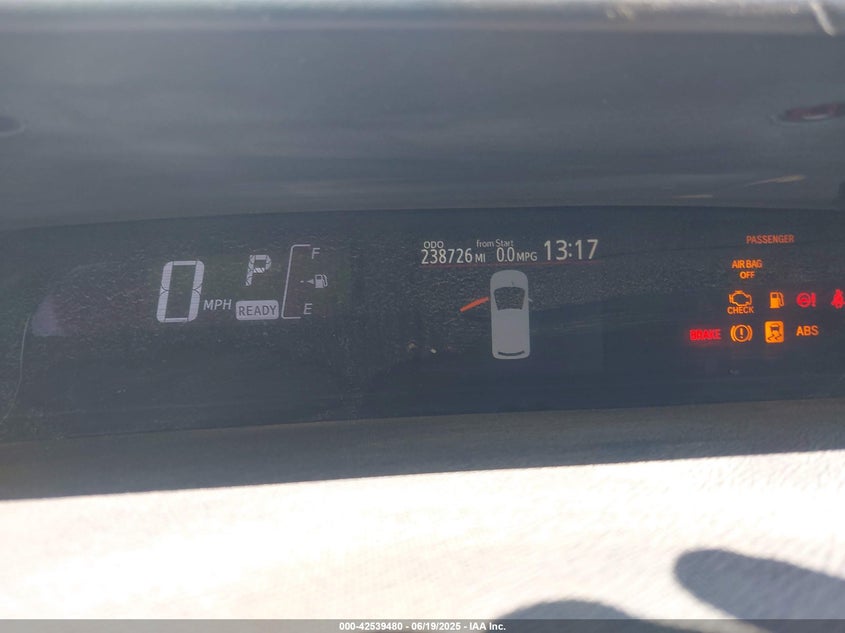 0 MPH
P
READY
F
E
ODO
238726 MI
from Start
0.0 MPG
13:17
PASSENGER
AIR BAG
OFF
CHECK
BRAKE
ABS
000-42539480 - 06/19/2025 - IAA Inc.